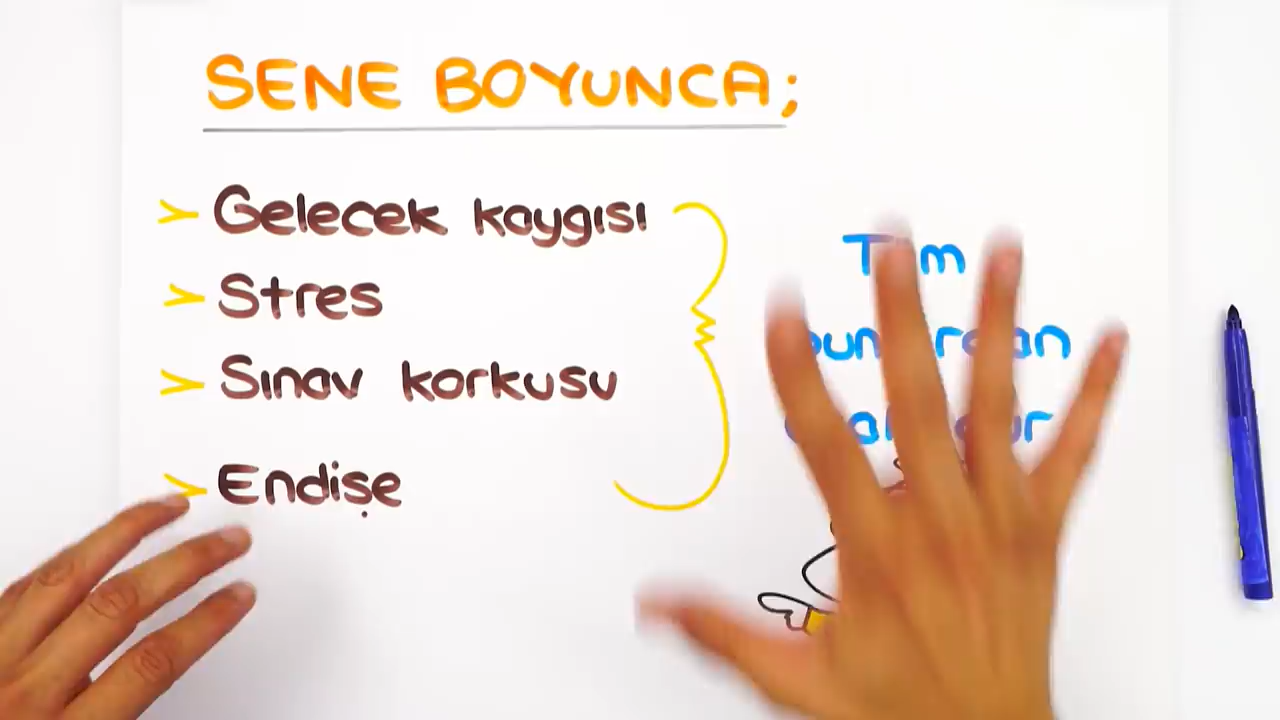 SENE BOYUNCA;
➤ Gelecek kaygısı
➤ Stres
➤ Sınav korkusu
➤ Endişe